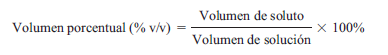 Volumen porcentual (% v/v) = Volumen de soluto / Volumen de solución × 100%